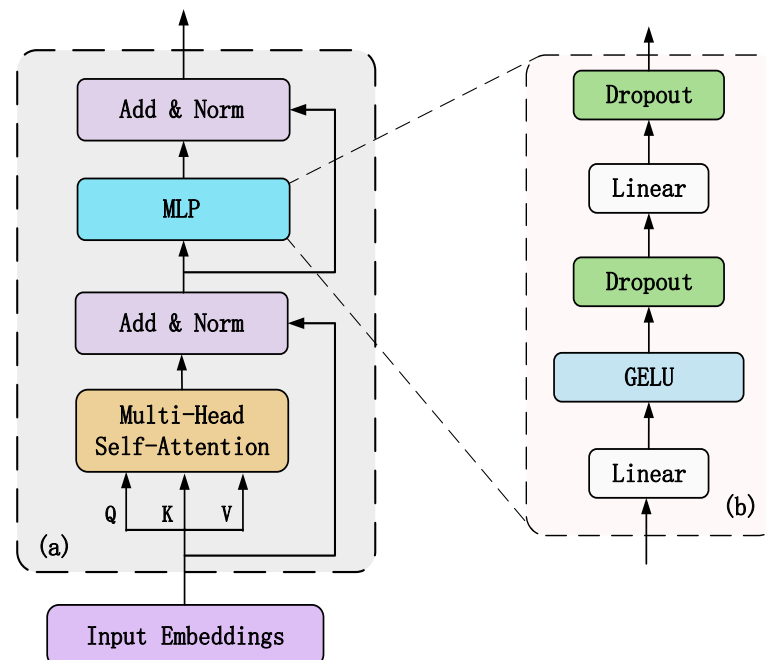 Add & Norm
MLP
Add & Norm
Multi-Head
Self-Attention
Q K V
(a)
Input Embeddings
Dropout
Linear
Dropout
GELU
Linear
(b)